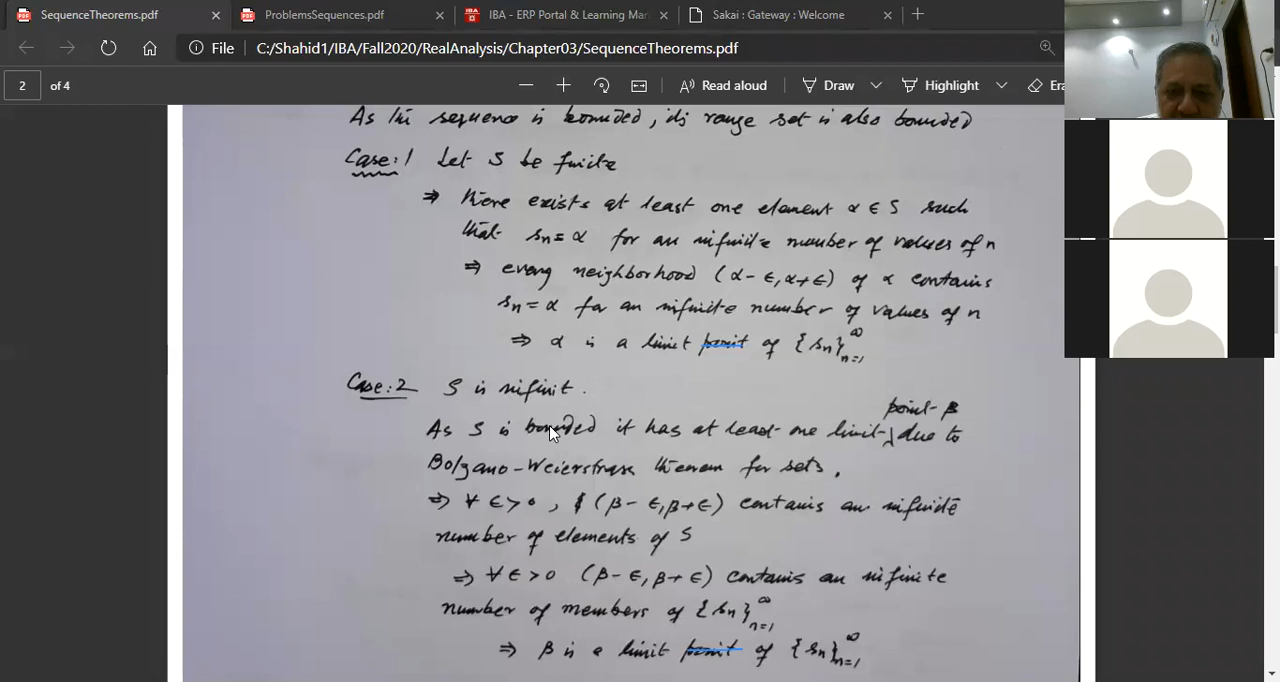 SequenceTheorems.pdf
ProblemsSequences.pdf
IBA - ERP Portal & Learning Mar
Sakai : Gateway : Welcome
File
C:/Shahid1/IBA/Fall2020/RealAnalysis/Chapter03/SequenceTheorems.pdf
2 of 4
Read aloud
Draw
Highlight
Era
As the sequence is bounded, its range set is also bounded
Case:1 Let S be finite
⇒ there exists at least one element α ∈ S such
that sn = α for an infinite number of values of n
⇒ every neighborhood (α - ε, α + ε) of α contains
sn = α for an infinite number of values of n
⇒ α is a limit point of {sn}∞n=1
Case:2 S is infinit.
point β
As S is bounded it has at least one limit due to
Bolzano-Weierstrass theorem for sets.
⇒ ∀ ε > 0, (β - ε, β + ε) contains an infinite
number of elements of S
⇒ ∀ ε > 0 (β - ε, β + ε) contains an infinite
number of members of {sn}∞n=1
⇒ β is a limit point of {sn}∞n=1